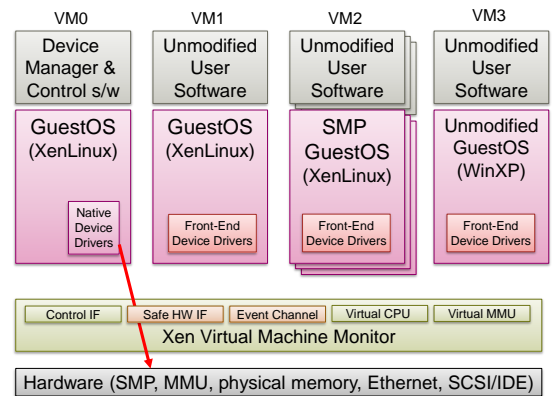 VM0 VM1 VM2 VM3
Device
Manager &
Control s/w
Unmodified
User
Software
Unmodified
User
Software
Unmodified
User
Software
GuestOS
(XenLinux)
Native
Device
Drivers
GuestOS
(XenLinux)
Front-End
Device Drivers
SMP
GuestOS
(XenLinux)
Front-End
Device Drivers
Unmodified
GuestOS
(WinXP)
Front-End
Device Drivers
Control IF Safe HW IF Event Channel Virtual CPU Virtual MMU
Xen Virtual Machine Monitor
Hardware (SMP, MMU, physical memory, Ethernet, SCSI/IDE)